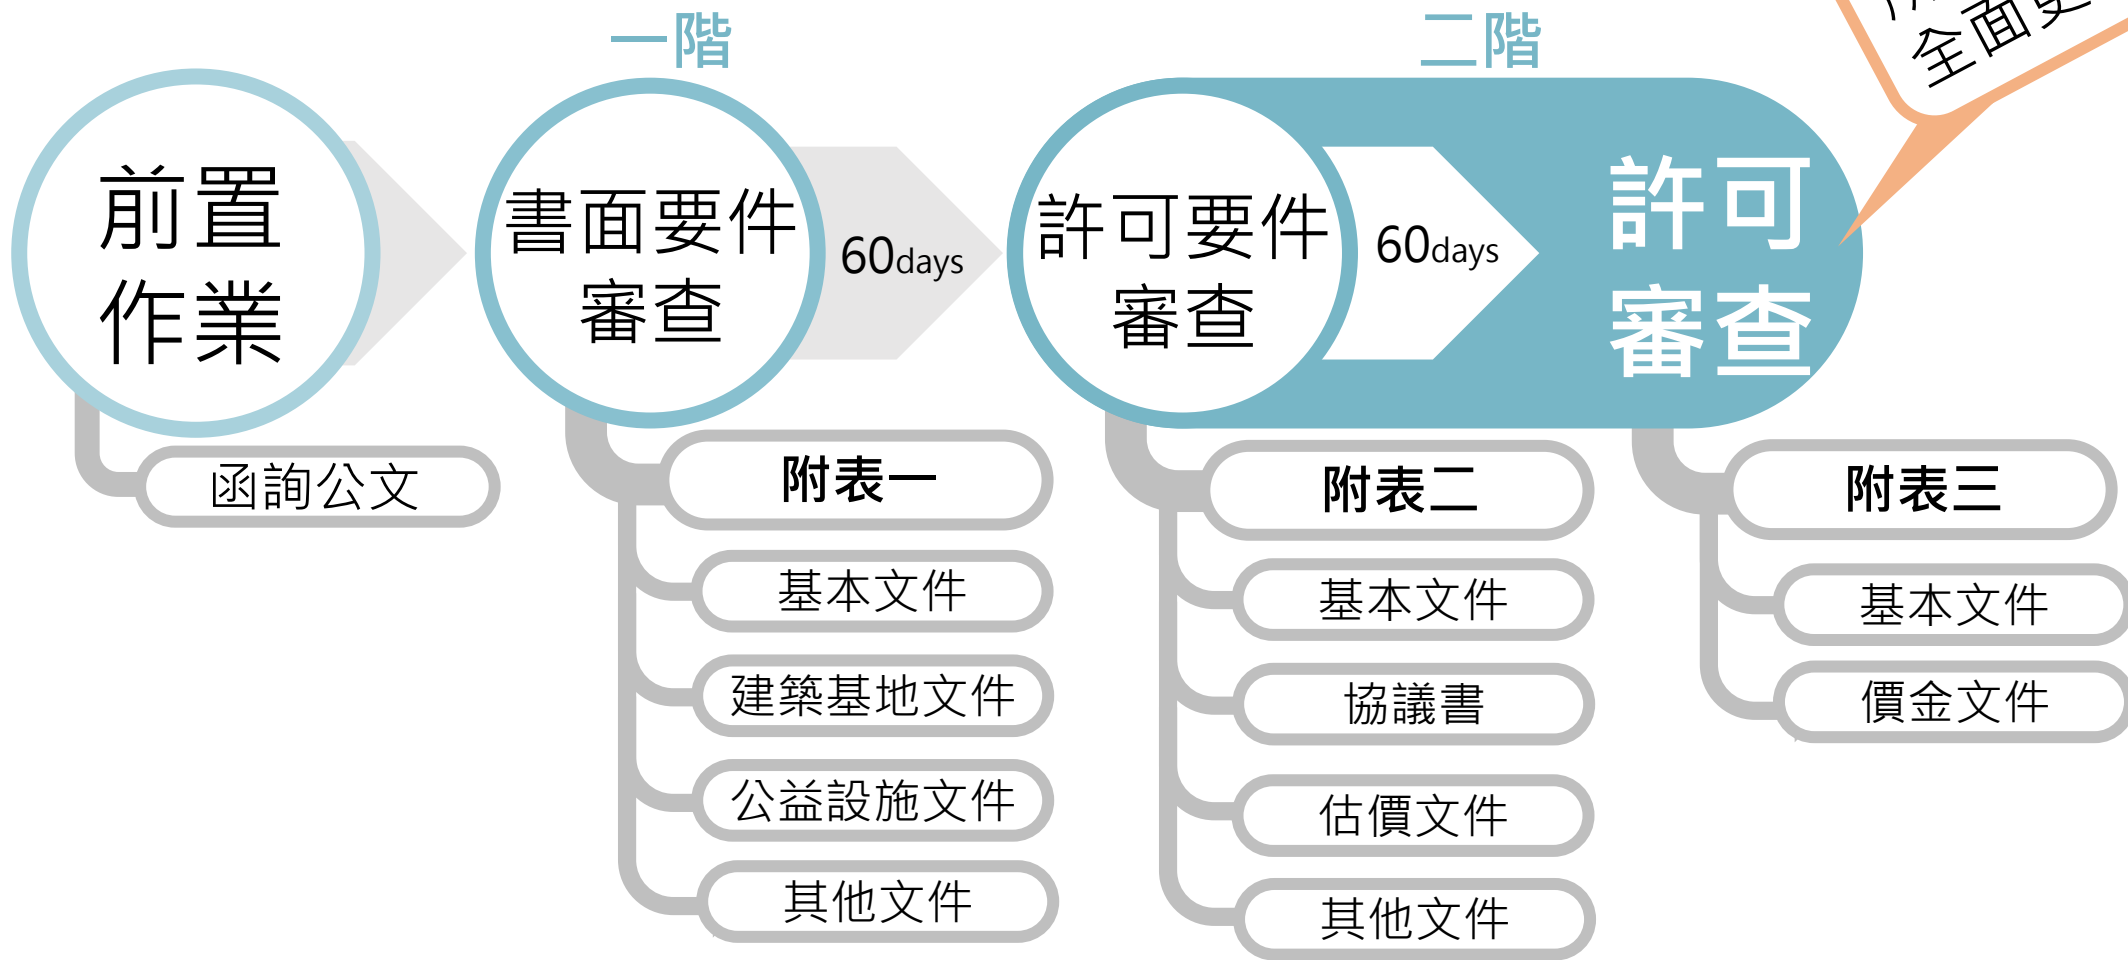 一階
二階
全面更
前置
作業
書面要件
審查
60days
許可要件
審查
60days
許可
審查
函詢公文
附表一
基本文件
建築基地文件
公益設施文件
其他文件
附表二
基本文件
協議書
估價文件
其他文件
附表三
基本文件
價金文件